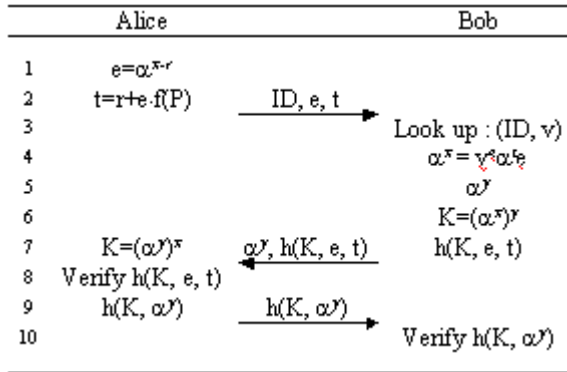 Alice Bob
1 e=α^x-r
2 t=r+e·f(P) ID, e, t
3 Look up : (ID, v)
4 α^x = v^e α^t e
5 α^y
6 K=(α^x)^y
7 K=(α^y)^x α^y, h(K, e, t) h(K, e, t)
8 Verify h(K, e, t)
9 h(K, α^y) h(K, α^y)
10 Verify h(K, α^y)